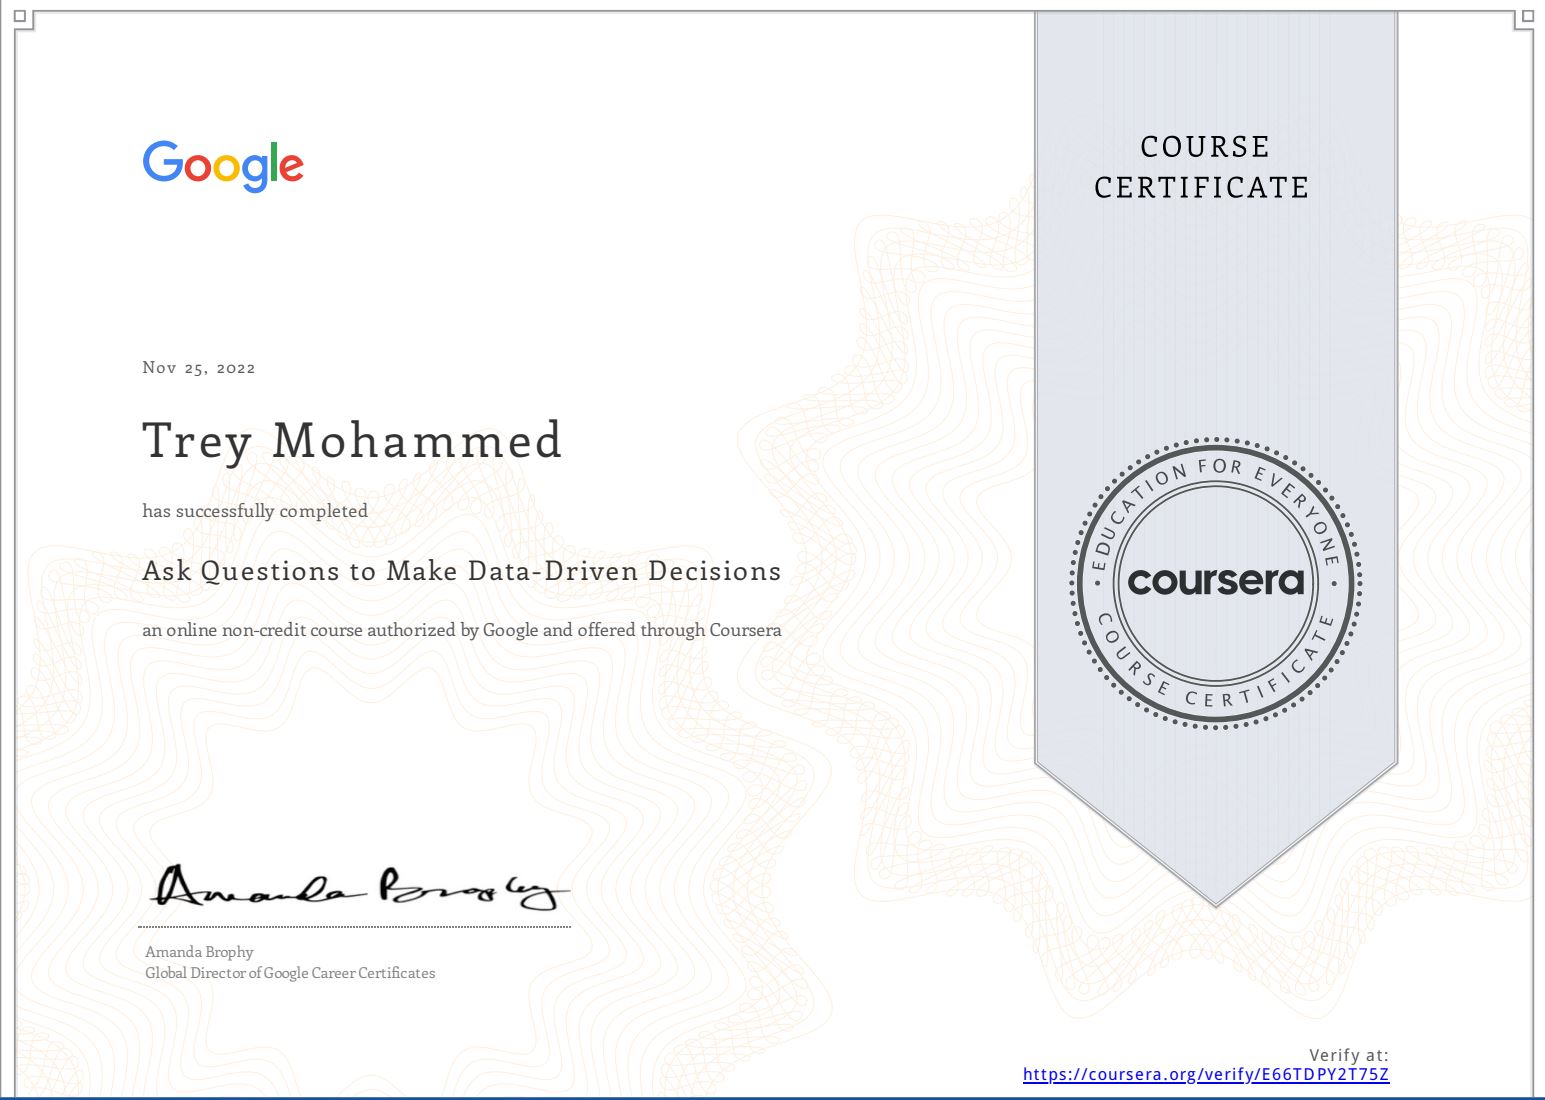 Google
COURSE
CERTIFICATE
Nov 25, 2022
Trey Mohammed
has successfully completed
Ask Questions to Make Data-Driven Decisions
an online non-credit course authorized by Google and offered through Coursera
EDUCATION FOR EVERYONE
coursera
COURSE CERTIFICATE
Amanda Brophy
Amanda Brophy
Global Director of Google Career Certificates
Verify at:
https://coursera.org/verify/E66TDPY2T75Z